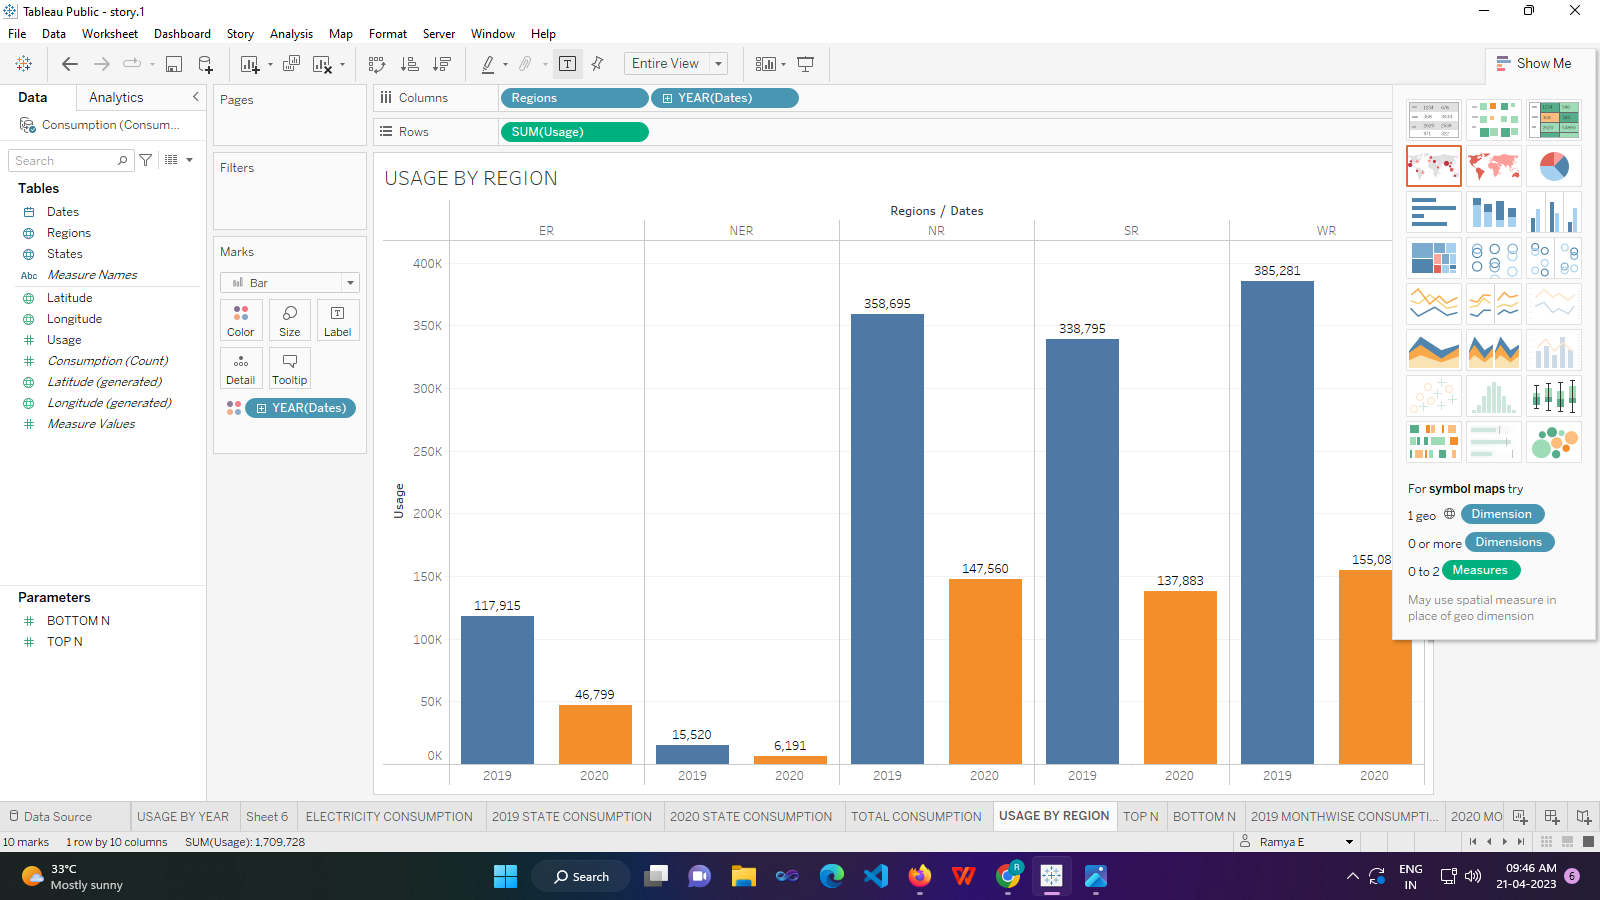 Tableau Public - story.1
File Data Worksheet Dashboard Story Analysis Map Format Server Window Help
Entire View
Show Me
Data Analytics
Consumption (Consum...
Search
Tables
Dates
Regions
States
Abc Measure Names
Latitude
Longitude
Usage
Consumption (Count)
Latitude (generated)
Longitude (generated)
Measure Values
Parameters
BOTTOM N
TOP N
Pages
Filters
Marks
Bar
Color Size Label
Detail Tooltip
YEAR(Dates)
Columns Regions YEAR(Dates)
Rows SUM(Usage)
USAGE BY REGION
Regions / Dates
ER NER NR SR WR
Usage
400K
350K
300K
250K
200K
150K
100K
50K
0K
117,915
46,799
15,520
6,191
358,695
147,560
338,795
137,883
385,281
155,08
2019 2020 2019 2020 2019 2020 2019 2020 2019 2020
For symbol maps try
1 geo Dimension
0 or more Dimensions
0 to 2 Measures
May use spatial measure in
place of geo dimension
Data Source USAGE BY YEAR Sheet 6 ELECTRICITY CONSUMPTION 2019 STATE CONSUMPTION 2020 STATE CONSUMPTION TOTAL CONSUMPTION USAGE BY REGION TOP N BOTTOM N 2019 MONTHWISE CONSUMPTI... 2020 MO
10 marks 1 row by 10 columns SUM(Usage): 1,709,728
Ramya E
33°C
Mostly sunny
Search
R
ENG
IN
09:46 AM
21-04-2023
6